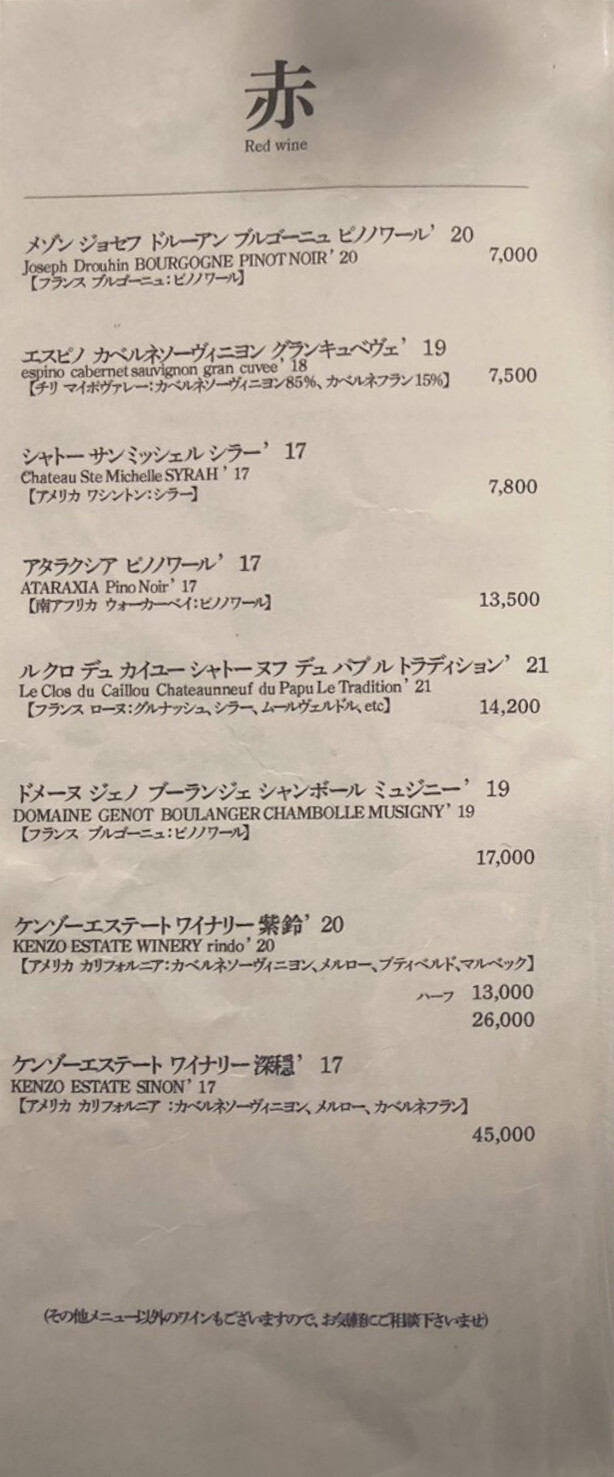 赤
Red wine
メゾン ジョセフ ドルーアン ブルゴーニュ ピノノワール’ 20
Joseph Drouhin BOURGOGNE PINOT NOIR’ 20
7,000
【フランス ブルゴーニュ：ピノノワール】
エスピノ カベルネソーヴィニヨン グランキュベヴェ’ 19
espino cabernet sauvignon gran cuvee’ 18
【チリ マイポヴァレー：カベルネソーヴィニヨン85%、カベルネフラン15%】
7,500
シャトー サンミッシェル シラー’ 17
Chateau Ste Michelle SYRAH ’ 17
【アメリカ ワシントン：シラー】
7,800
アタラクシア ピノノワール’ 17
ATARAXIA Pino Noir’ 17
【南アフリカ ウォーカーベイ：ピノノワール】
13,500
ル クロ デュ カイユー シャトー ヌフ デュ パプ ル トラディション’ 21
Le Clos du Caillou Chateaunneuf du Papu Le Tradition’ 21
【フランス ローヌ：グルナッシュ、シラー、ムールヴェルドル、etc】
14,200
ドメーヌ ジェノ ブーランジェ シャンボール ミュジニー’ 19
DOMAINE GENOT BOULANGER CHAMBOLLE MUSIGNY’ 19
【フランス ブルゴーニュ：ピノノワール】
17,000
ケンゾーエステート ワイナリー 紫鈴’ 20
KENZO ESTATE WINERY rindo’ 20
【アメリカ カリフォルニア：カベルネソーヴィニヨン、メルロー、プティベルド、マルベック】
ハーフ 13,000
26,000
ケンゾーエステート ワイナリー 深穏’ 17
KENZO ESTATE SINON’ 17
【アメリカ カリフォルニア ：カベルネソーヴィニヨン、メルロー、カベルネフラン】
45,000
(その他メニュー以外のワインもございますので、お気軽にご相談下さいませ)